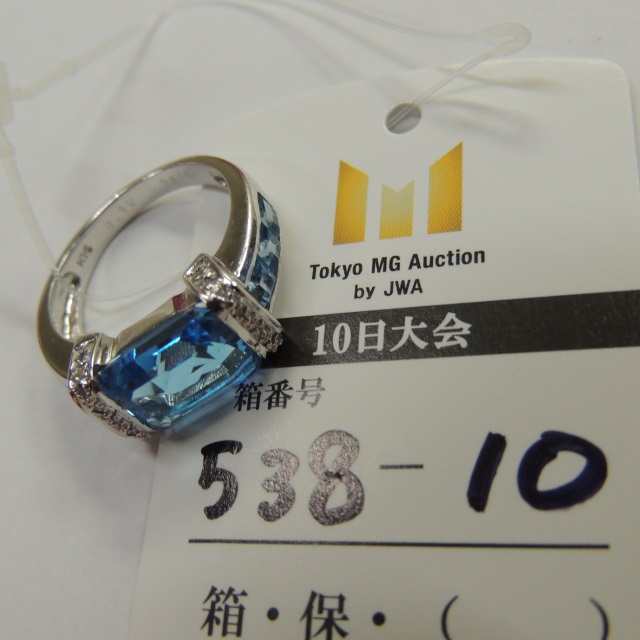 Tokyo MG Auction
by JWA
10日大会
箱番号
538-10
箱・保・(　　)